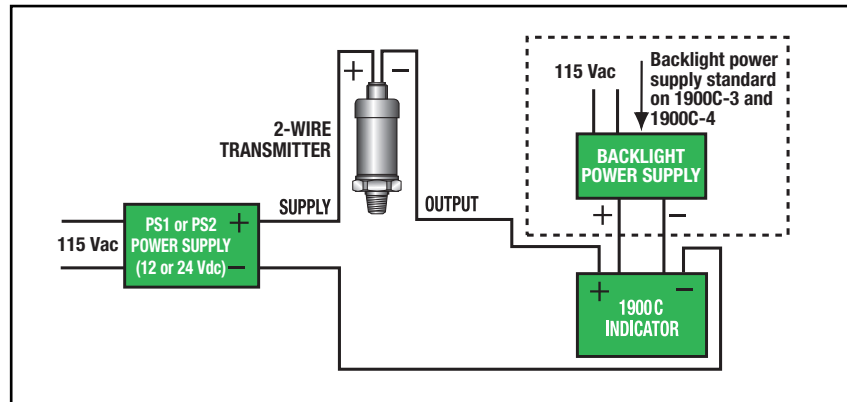 + −
2-WIRE
TRANSMITTER
115 Vac
Backlight power
supply standard
on 1900C-3 and
1900C-4
BACKLIGHT
POWER SUPPLY
+ −
SUPPLY
OUTPUT
115 Vac
PS1 or PS2 +
POWER SUPPLY
(12 or 24 Vdc) −
+ −
1900C
INDICATOR